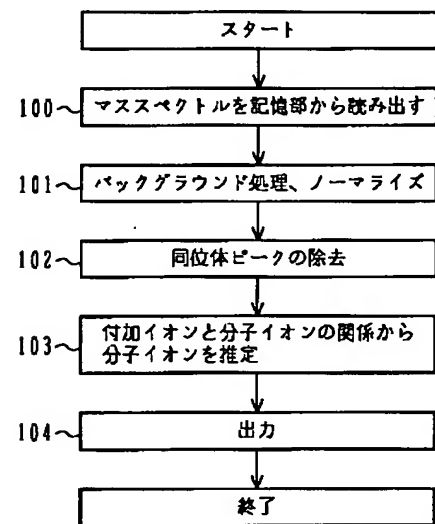 スタート
100~マススペクトルを記憶部から読み出す
101~バックグラウンド処理、ノーマライズ
102~同位体ピークの除去
103~付加イオンと分子イオンの関係から
分子イオンを推定
104~出力
終了